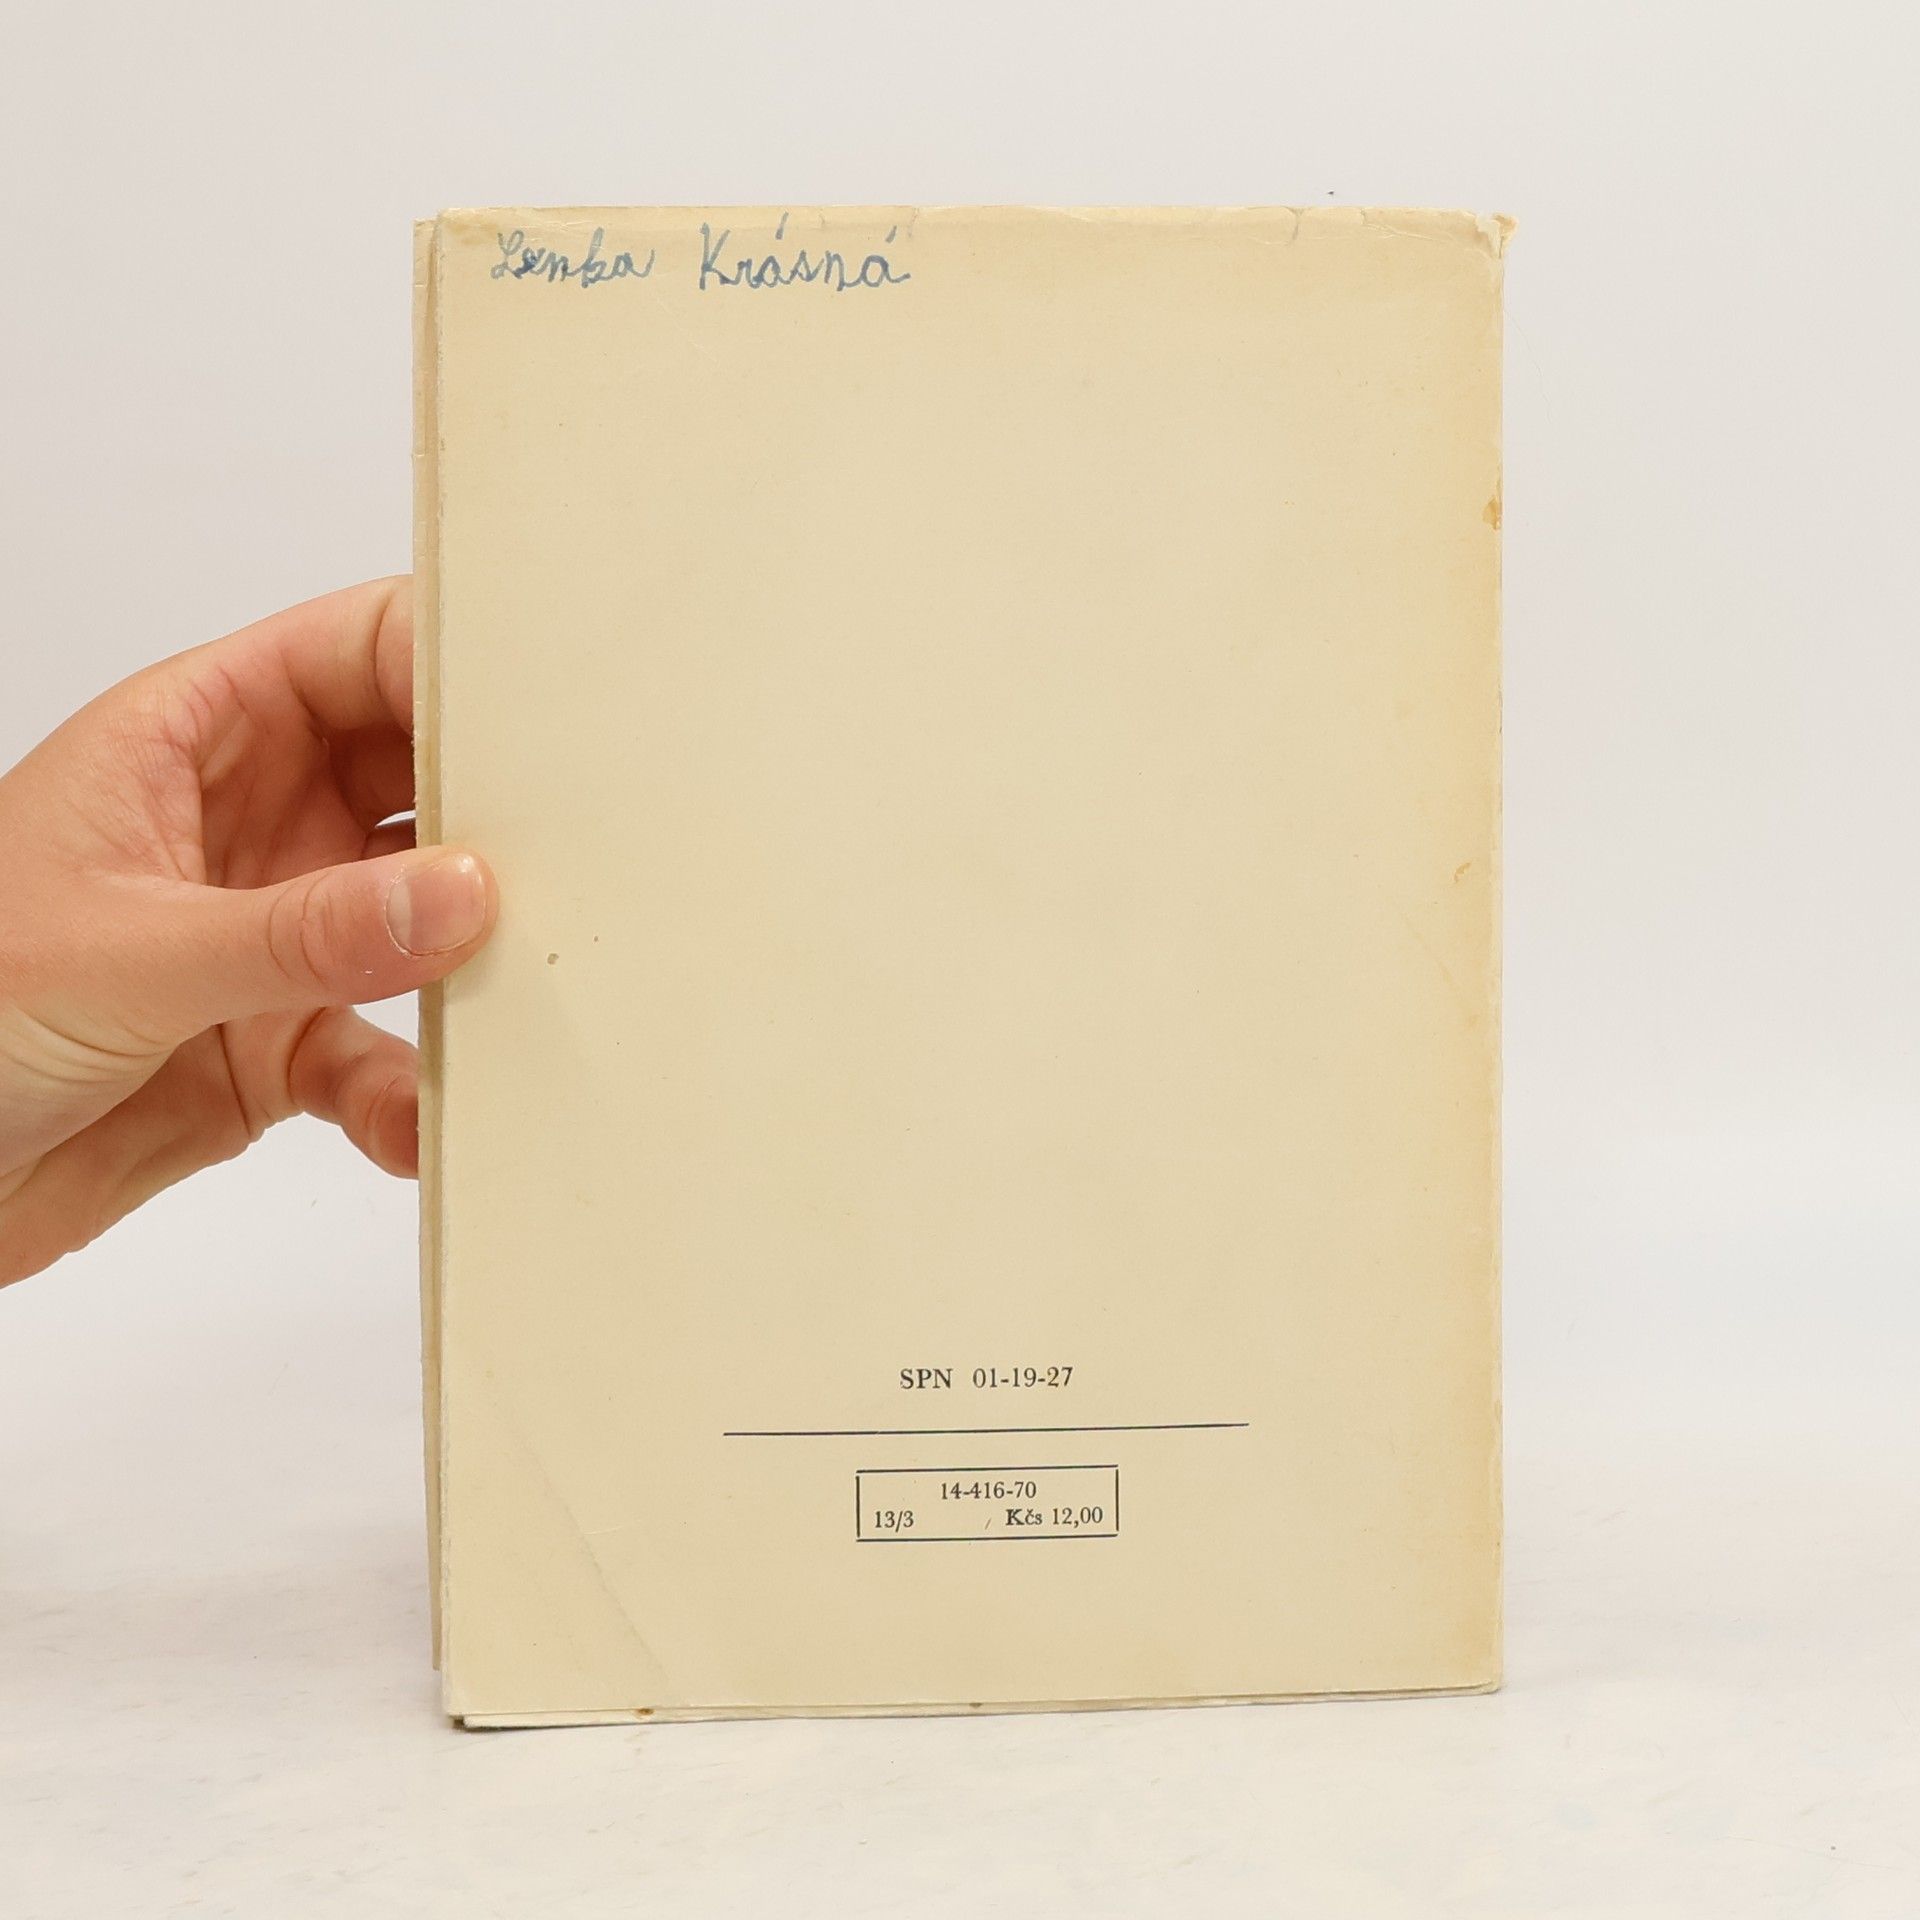 Lenka Krásná
SPN 01-19-27
14-416-70
13/3 Kčs 12,00